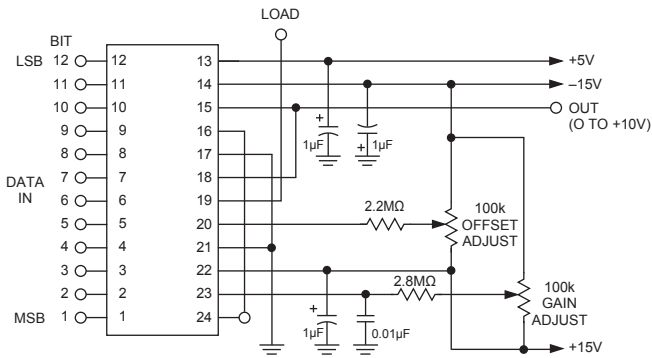 LOAD
BIT
LSB 12 12 13 +5V
11 11 14 –15V
10 10 15 OUT
(O TO +10V)
9 9 16
1µF 1µF
8 8 17
DATA
IN
7 7 18
6 6 19
5 5 20 2.2MΩ
100k
OFFSET
ADJUST
4 4 21
3 3 22
2 2 23 2.8MΩ
100k
GAIN
ADJUST
MSB 1 1 24
1µF 0.01µF
+15V
+
+
+